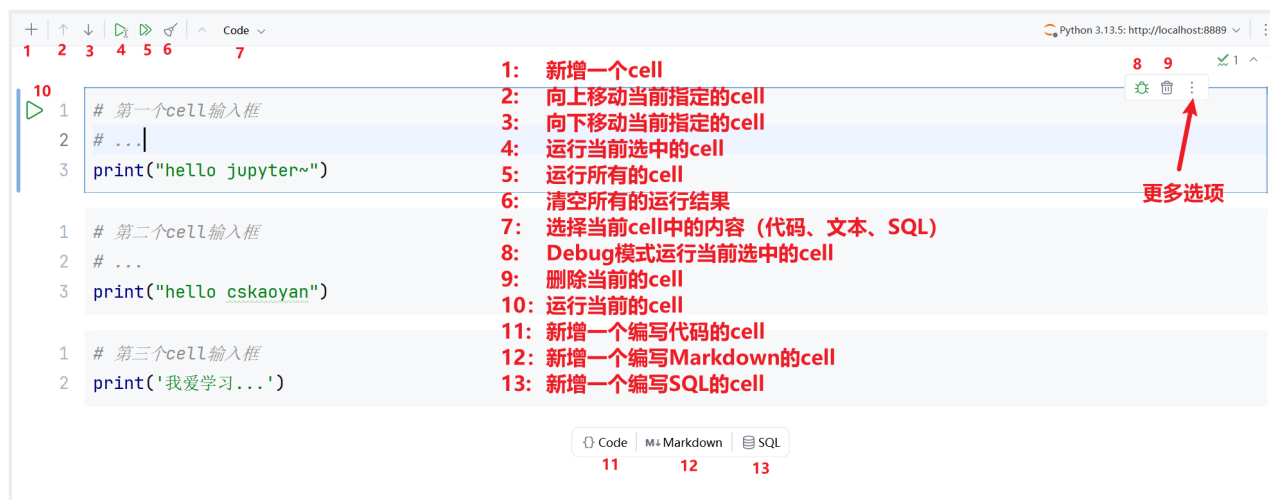 Code
Python 3.13.5: http://localhost:8889
1 2 3 4 5 6 7
1
8 9
10
1: 新增一个cell
2: 向上移动当前指定的cell
3: 向下移动当前指定的cell
4: 运行当前选中的cell
5: 运行所有的cell
6: 清空所有的运行结果
7: 选择当前cell中的内容（代码、文本、SQL）
8: Debug模式运行当前选中的cell
9: 删除当前的cell
10: 运行当前的cell
11: 新增一个编写代码的cell
12: 新增一个编写Markdown的cell
13: 新增一个编写SQL的cell
更多选项
1 # 第一个cell输入框
2 # ...
3 print("hello jupyter~")
1 # 第二个cell输入框
2 # ...
3 print("hello cskaoyan")
1 # 第三个cell输入框
2 print('我爱学习...')
{} Code M↓ Markdown SQL
11 12 13